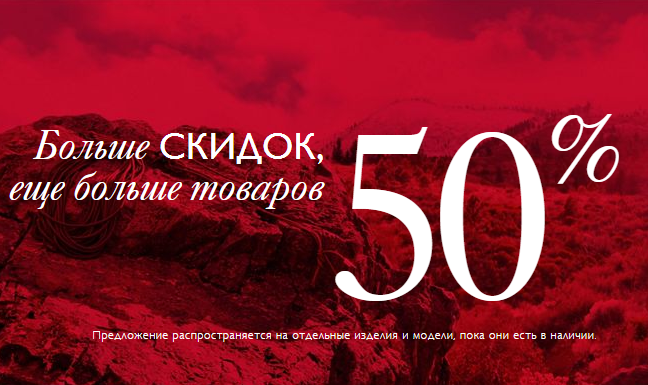 Больше СКИДОК,
еще больше товаров
50%
Предложение распространяется на отдельные изделия и модели, пока они есть в наличии.